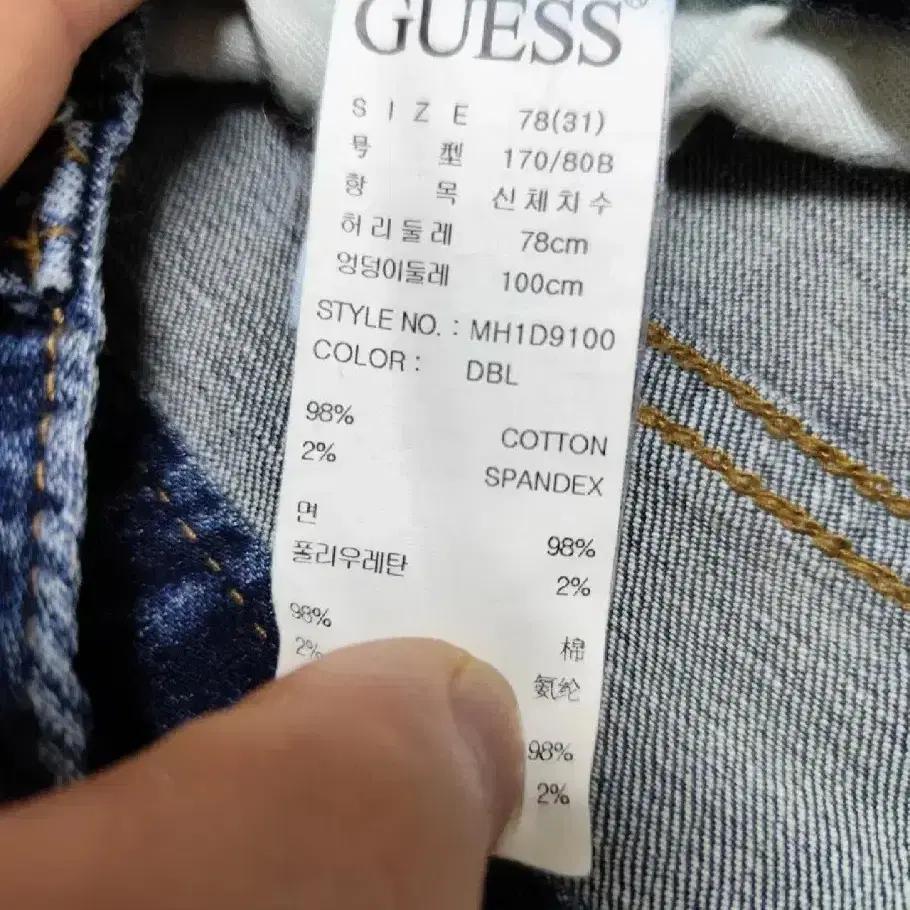 GUESS®
SIZE 78(31)
号型 170/80B
항목 신체치수
허리둘레 78cm
엉덩이둘레 100cm
STYLE NO. : MH1D9100
COLOR : DBL
98% COTTON
2% SPANDEX
면 98%
폴리우레탄 2%
98% 棉
2% 氨纶
98%
2%